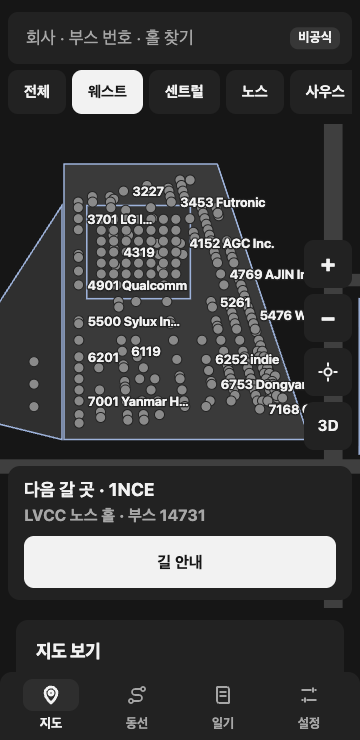 회사 · 부스 번호 · 홀 찾기
비공식
전체
웨스트
센트럴
노스
사우스
3227
3453 Futronic
3701 LG I...
4152 AGC Inc.
4319
4769 AJIN In
4901 Qualcomm
5261
5476 W
5500 Sylux In...
6119
6201
6252 indie
6753 Dongyan
7001 Yanmar H...
7168
+
−
3D
다음 갈 곳 · 1NCE
LVCC 노스 홀 · 부스 14731
길 안내
지도 보기
지도
동선
일기
설정